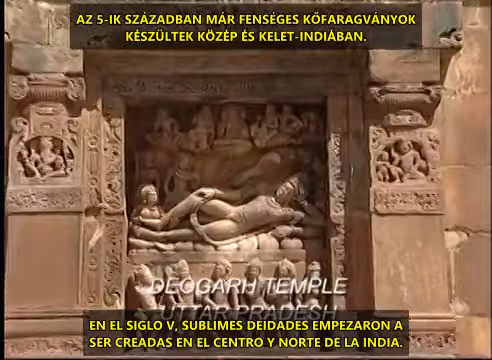 AZ 5-IK SZÁZADBAN MÁR FENSÉGES KŐFARAGVÁNYOK
KÉSZÜLTEK KÖZÉP ÉS KELET-INDIÁBAN.
DEOGARH TEMPLE
UTTAR PRADESH
EN EL SIGLO V, SUBLIMES DEIDADES EMPEZARON A
SER CREADAS EN EL CENTRO Y NORTE DE LA INDIA.